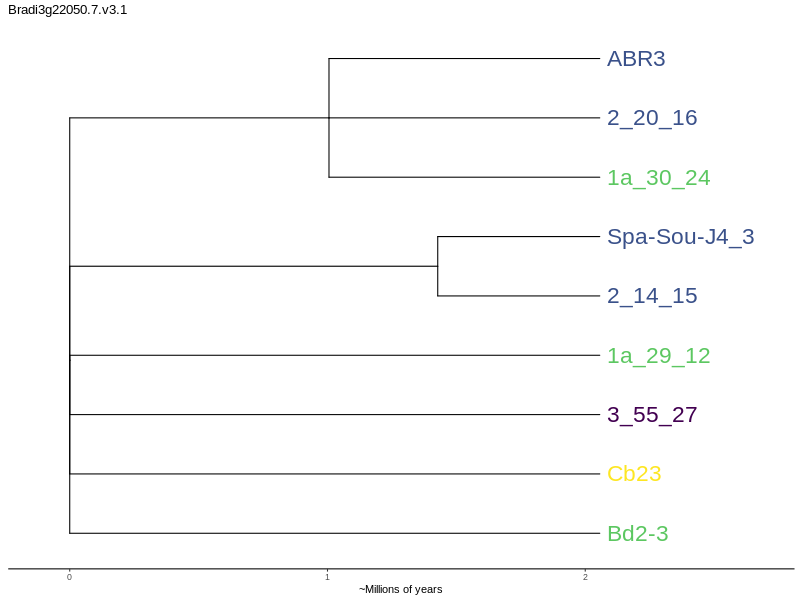 Bradi3g22050.7.v3.1
ABR3
2_20_16
1a_30_24
Spa-Sou-J4_3
2_14_15
1a_29_12
3_55_27
Cb23
Bd2-3
0 1 2
~Millions of years